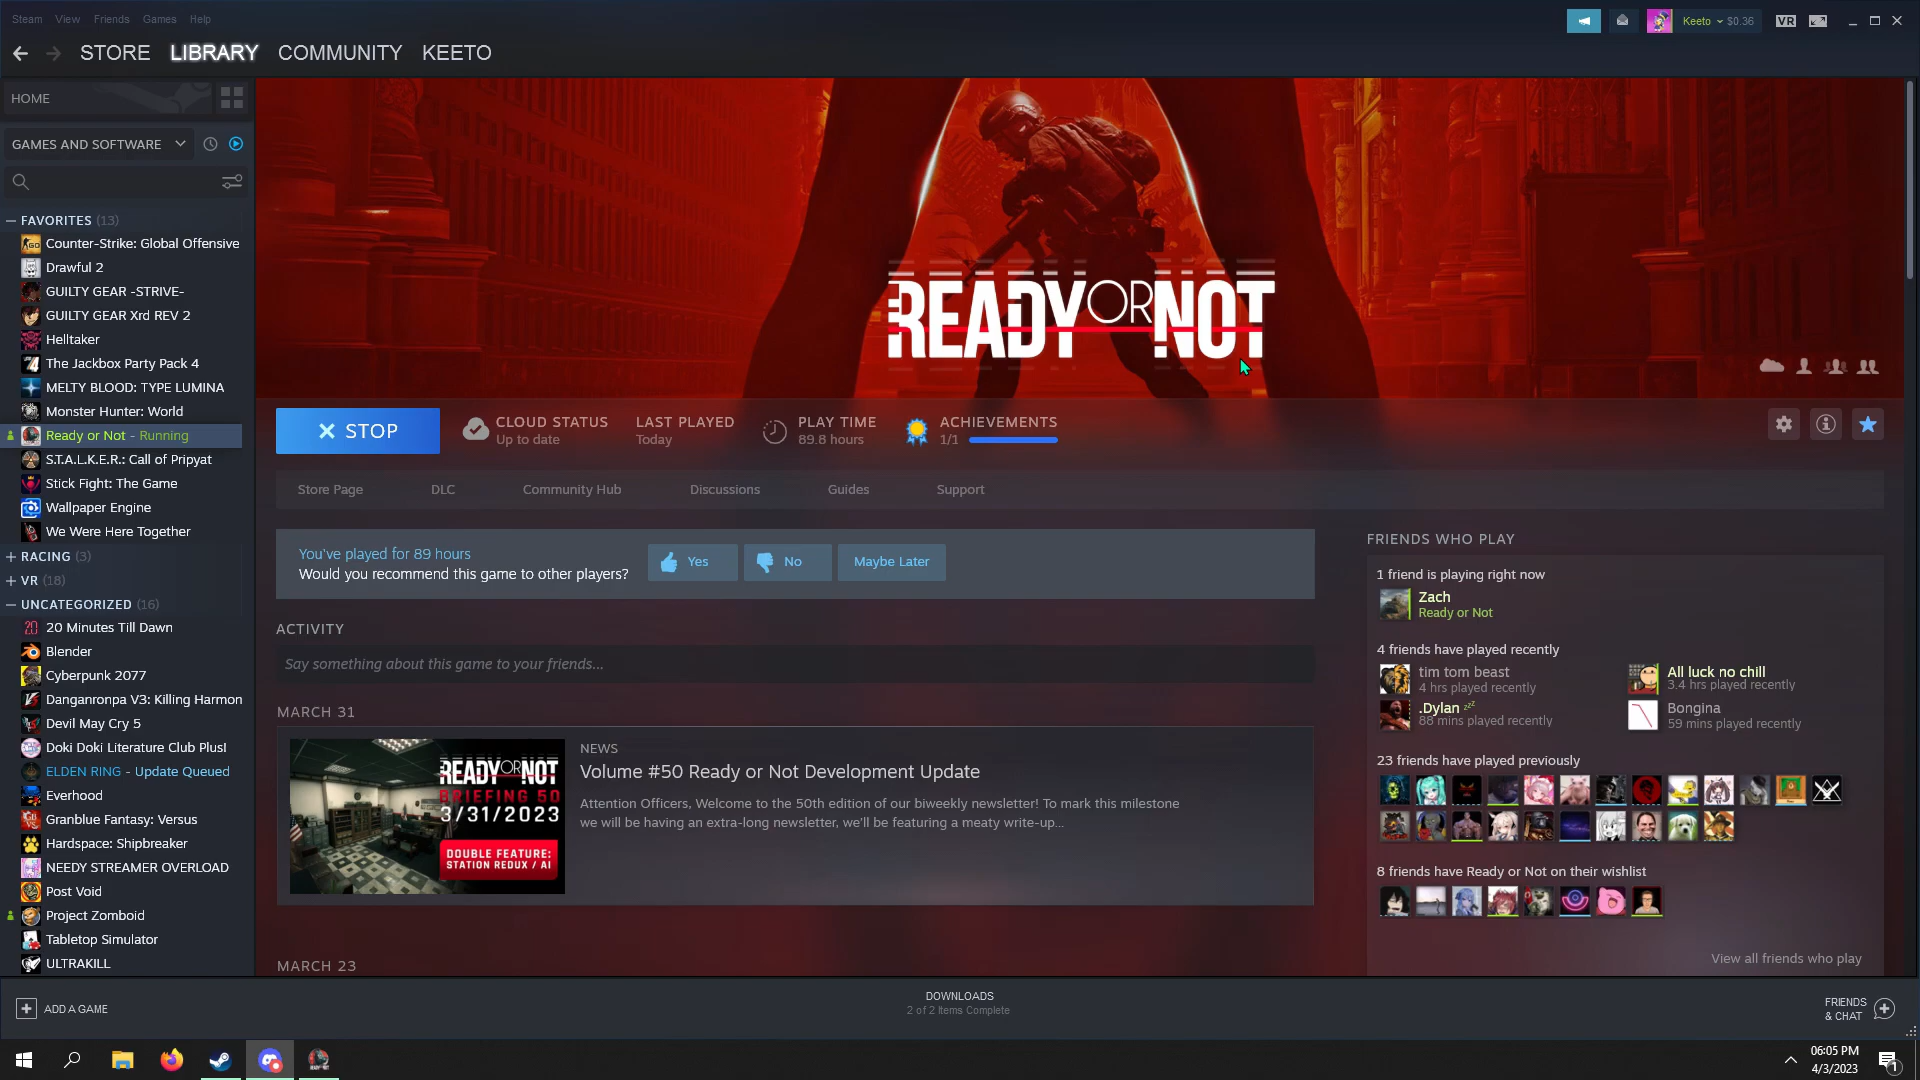 Steam View Friends Games Help
Keeto $0.36
VR
STORE LIBRARY COMMUNITY KEETO
HOME
GAMES AND SOFTWARE
FAVORITES (13)
Counter-Strike: Global Offensive
Drawful 2
GUILTY GEAR -STRIVE-
GUILTY GEAR Xrd REV 2
Helltaker
The Jackbox Party Pack 4
MELTY BLOOD: TYPE LUMINA
Monster Hunter: World
Ready or Not - Running
S.T.A.L.K.E.R.: Call of Pripyat
Stick Fight: The Game
Wallpaper Engine
We Were Here Together
RACING (3)
VR (18)
UNCATEGORIZED (16)
20 Minutes Till Dawn
Blender
Cyberpunk 2077
Danganronpa V3: Killing Harmon
Devil May Cry 5
Doki Doki Literature Club Plus!
ELDEN RING - Update Queued
Everhood
Granblue Fantasy: Versus
Hardspace: Shipbreaker
NEEDY STREAMER OVERLOAD
Post Void
Project Zomboid
Tabletop Simulator
ULTRAKILL
READY OR NOT
STOP
CLOUD STATUS
Up to date
LAST PLAYED
Today
PLAY TIME
89.8 hours
ACHIEVEMENTS
1/1
Store Page DLC Community Hub Discussions Guides Support
You've played for 89 hours
Would you recommend this game to other players?
Yes No Maybe Later
ACTIVITY
Say something about this game to your friends...
MARCH 31
READY OR NOT
BRIEFING 50
3/31/2023
DOUBLE FEATURE:
STATION REDUX / AI
NEWS
Volume #50 Ready or Not Development Update
Attention Officers, Welcome to the 50th edition of our biweekly newsletter! To mark this milestone
we will be having an extra-long newsletter, we'll be featuring a meaty write-up...
MARCH 23
FRIENDS WHO PLAY
1 friend is playing right now
Zach
Ready or Not
4 friends have played recently
tim tom beast
4 hrs played recently
All luck no chill
3.4 hrs played recently
.Dylan zzz
88 mins played recently
Bongina
59 mins played recently
23 friends have played previously
8 friends have Ready or Not on their wishlist
View all friends who play
ADD A GAME
DOWNLOADS
2 of 2 Items Complete
FRIENDS
& CHAT
06:05 PM
4/3/2023
1